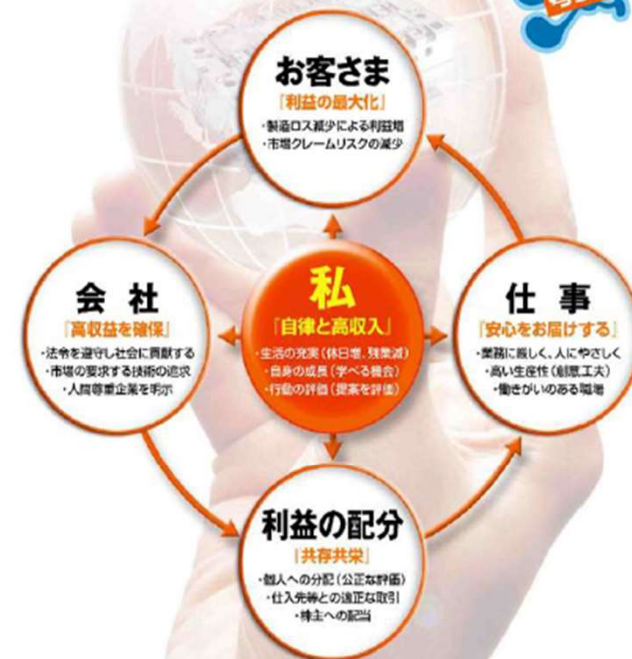 お客さま
『利益の最大化』
・製造ロス減少による利益増
・市場クレームリスクの減少
会 社
『高収益を確保』
・法令を遵守し社会に貢献する
・市場の要求する技術の追求
・人間尊重企業を明示
私
『自律と高収入』
・生活の充実(休日増、残業減)
・自身の成長(学べる機会)
・行動の評価(提案を評価)
仕 事
『安心をお届けする』
・業務に厳しく、人にやさしく
・高い生産性(創意工夫)
・働きがいのある職場
利益の配分
『共存共栄』
・個人への分配(公正な評価)
・仕入先等との適正な取引
・株主への配当